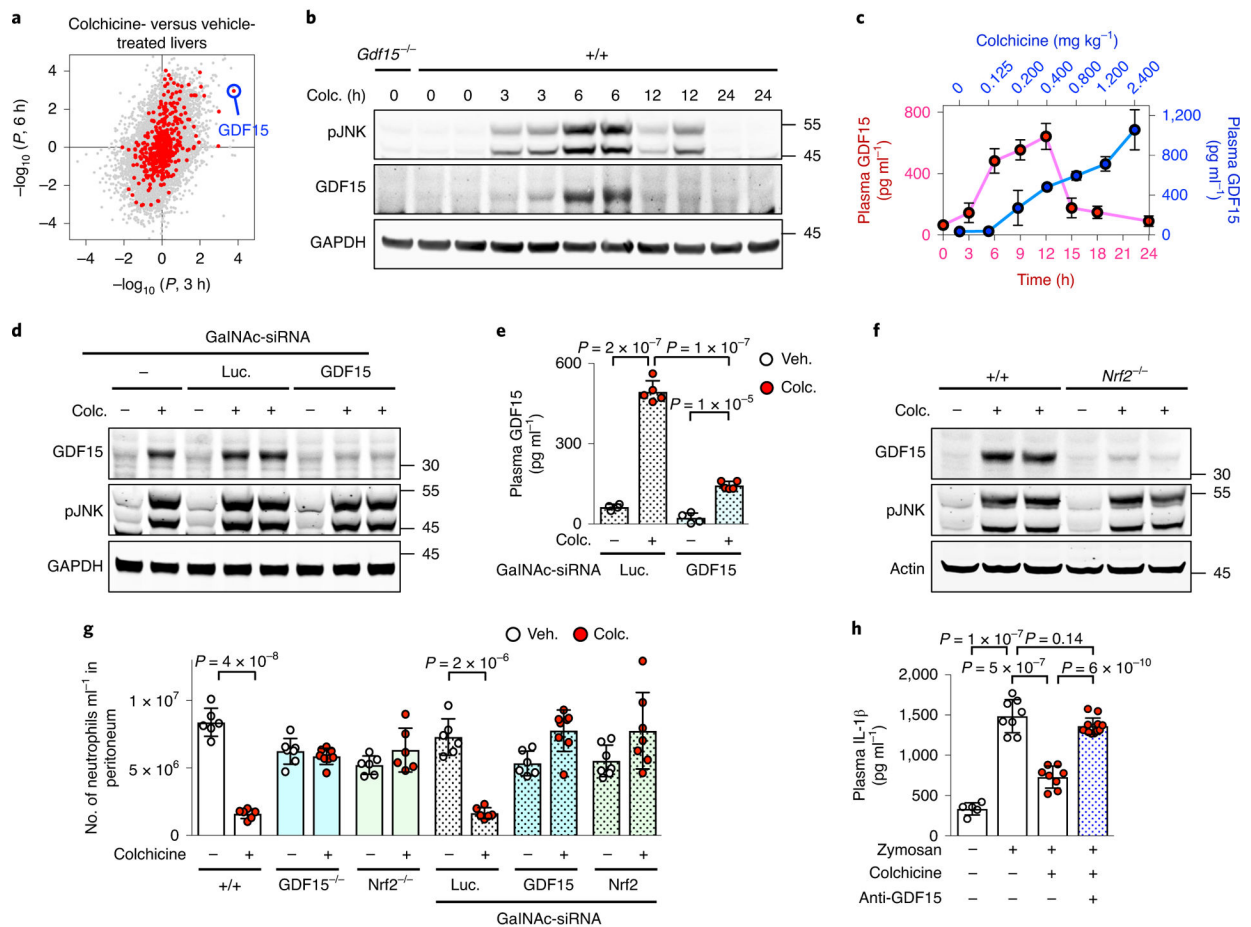 a
Colchicine- versus vehicle-
treated livers
–log10 (P, 6 h)
4
2
0
–2
–4
GDF15
–4 –2 0 2 4
–log10 (P, 3 h)
b
Gdf15–/– +/+
Colc. (h) 0 0 0 3 3 6 6 12 12 24 24
pJNK
55
45
GDF15
GAPDH
45
c
Colchicine (mg kg–1)
0 0.125 0.200 0.400 0.800 1.200 2.400
Plasma GDF15
(pg ml–1)
800
400
0
1,200
800
400
0
Plasma GDF15
(pg ml–1)
0 3 6 9 12 15 18 21 24
Time (h)
d
GalNAc-siRNA
– Luc. GDF15
Colc. – + – + + – + +
GDF15
30
pJNK
55
45
GAPDH
45
e
P = 2 × 10–7 P = 1 × 10–7
P = 1 × 10–5
Veh.
Colc.
Plasma GDF15
(pg ml–1)
600
300
0
Colc. – + – +
GalNAc-siRNA Luc. GDF15
f
+/+ Nrf2–/–
Colc. – + + – + +
GDF15
30
pJNK
55
Actin
45
g
Veh. Colc.
P = 4 × 10–8 P = 2 × 10–6
No. of neutrophils ml–1 in
peritoneum
1 × 107
5 × 106
0
Colchicine – + – + – + – + – + – +
+/+ GDF15–/– Nrf2–/– Luc. GDF15 Nrf2
GalNAc-siRNA
h
P = 1 × 10–7 P = 0.14
P = 5 × 10–7 P = 6 × 10–10
Plasma IL-1β
(pg ml–1)
2,000
1,500
1,000
500
0
Zymosan – + + +
Colchicine – – + +
Anti-GDF15 – – – +